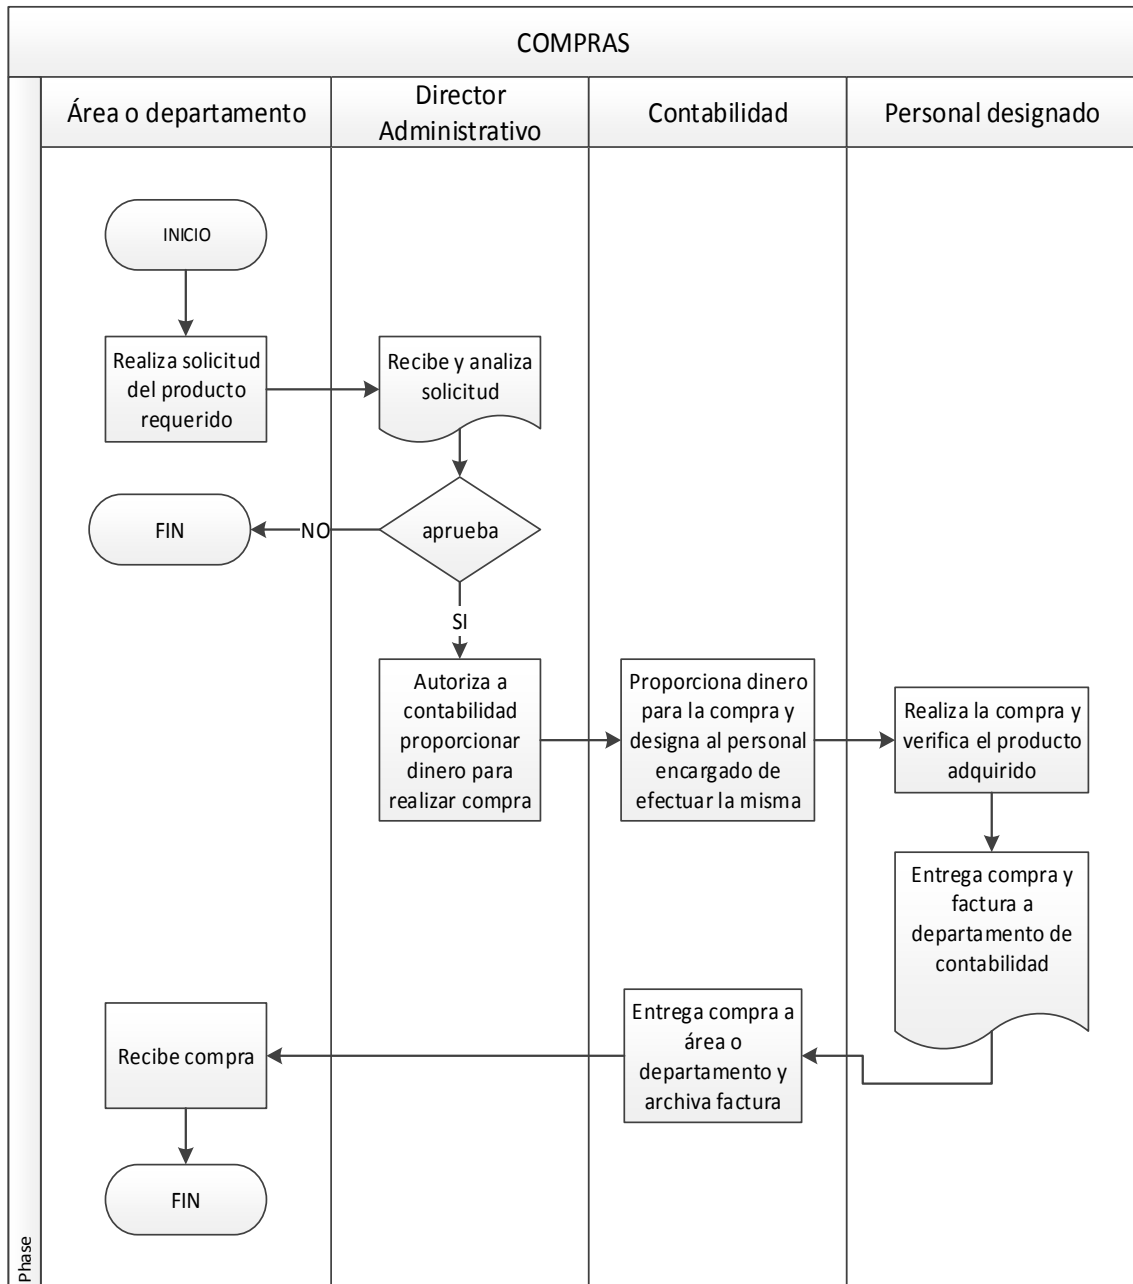 COMPRAS
Área o departamento
Director
Administrativo
Contabilidad
Personal designado
INICIO
Realiza solicitud
del producto
requerido
Recibe y analiza
solicitud
FIN
NO
aprueba
SI
Autoriza a
contabilidad
proporcionar
dinero para
realizar compra
Proporciona dinero
para la compra y
designa al personal
encargado de
efectuar la misma
Realiza la compra y
verifica el producto
adquirido
Entrega compra y
factura a
departamento de
contabilidad
Entrega compra a
área o
departamento y
archiva factura
Recibe compra
FIN
Phase